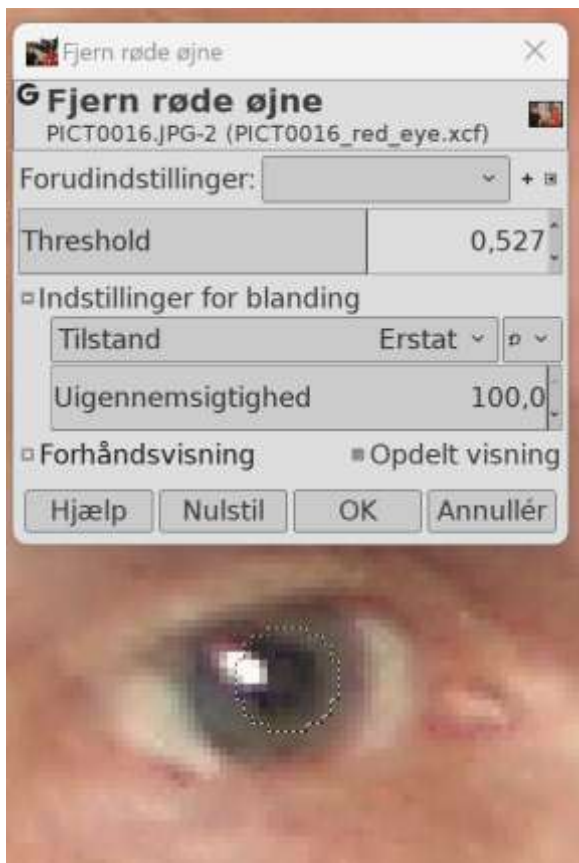 Fjern røde øjne
Fjern røde øjne
PICT0016.JPG-2 (PICT0016_red_eye.xcf)
Forudindstillinger:
Threshold 0,527
Indstillinger for blanding
Tilstand Erstat
Uigennemsigtighed 100,0
Forhåndsvisning Opdelt visning
Hjælp Nulstil OK Annullér